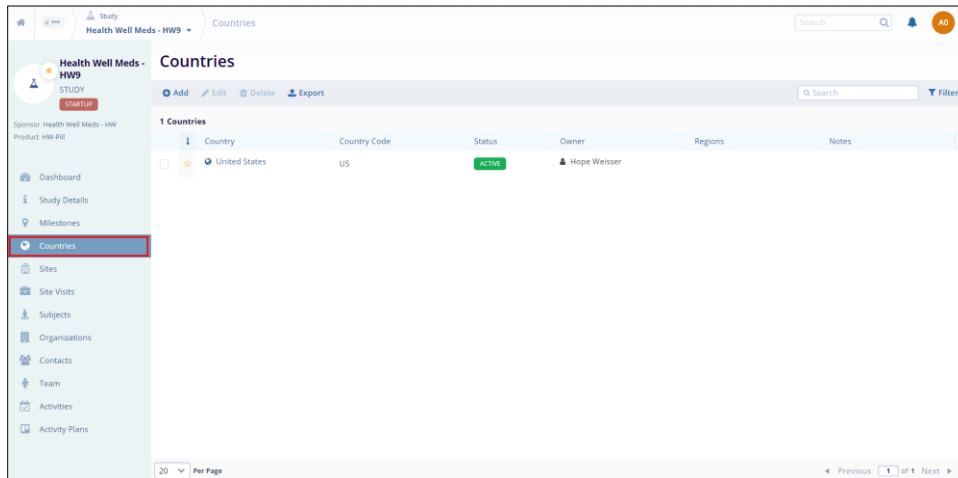 Study
Health Well Meds - HW9
Countries
Search
AO
Health Well Meds - HW9
STUDY
STARTUP
Sponsor Health Well Meds - HW
Product HW-Pill
Dashboard
Study Details
Milestones
Countries
Sites
Site Visits
Subjects
Organizations
Contacts
Team
Activities
Activity Plans
Countries
Add Edit Delete Export
Search
Filter
1 Countries
Country Country Code Status Owner Regions Notes
United States US ACTIVE Hope Weisser
20 Per Page
Previous 1 of 1 Next